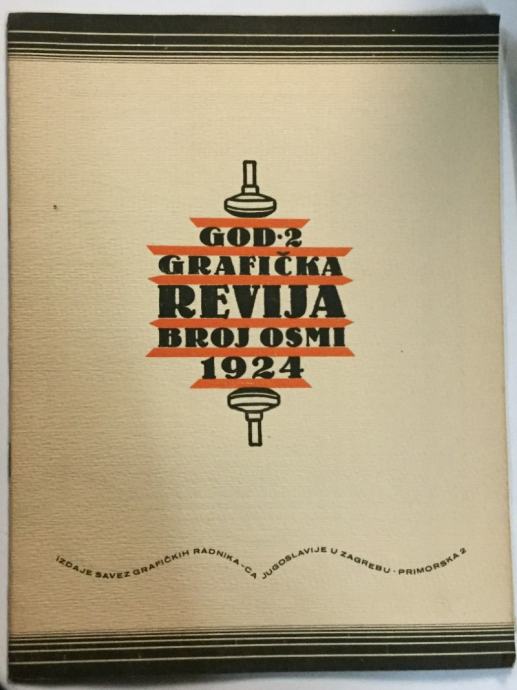 GOD·2
GRAFIČKA
REVIJA
BROJ OSMI
1924
IZDAJE SAVEZ GRAFIČKIH RADNIKA-CA JUGOSLAVIJE U ZAGREBU · PRIMORSKA 2